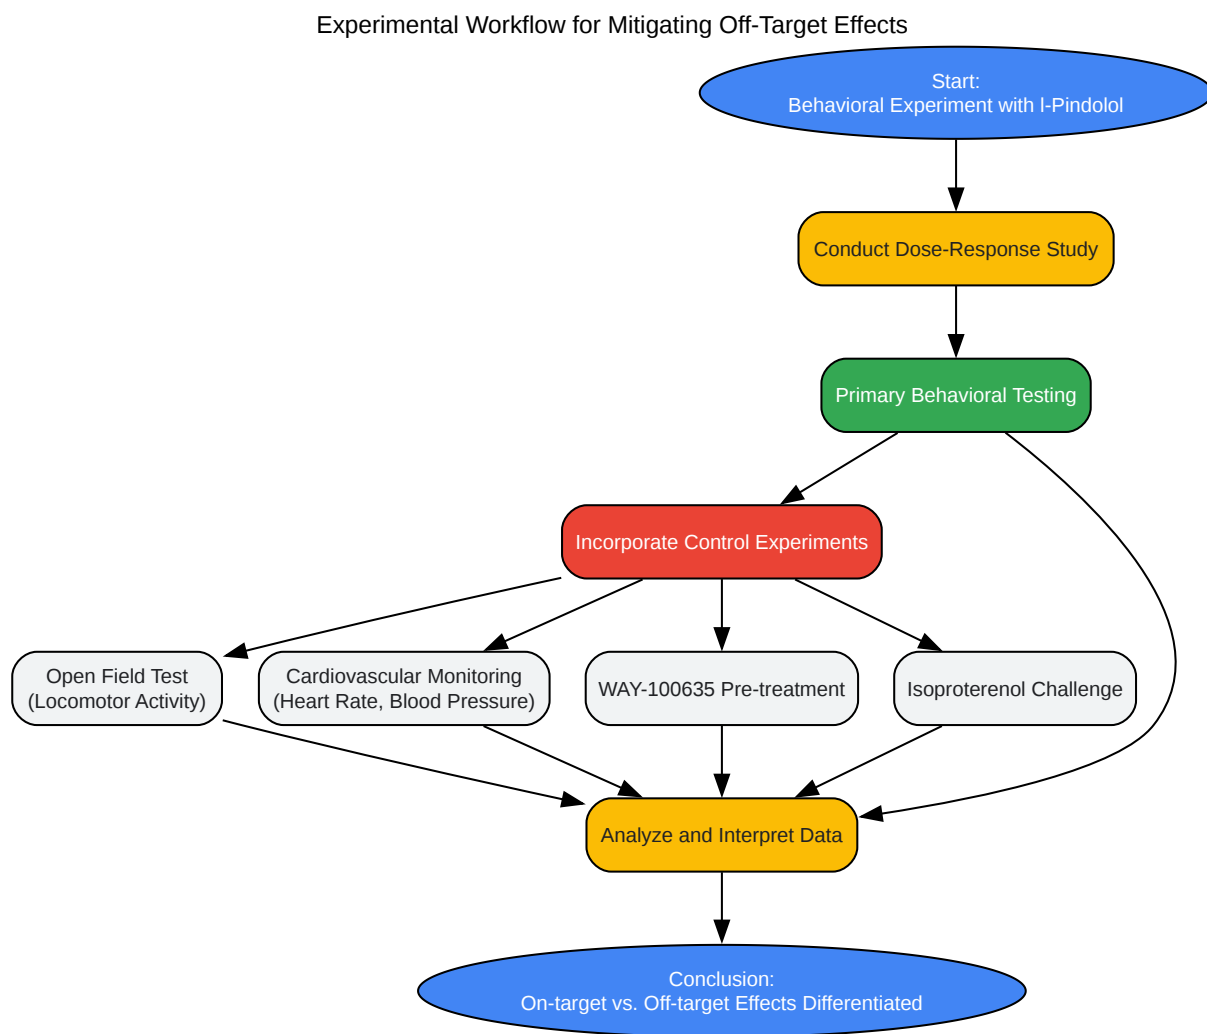 Experimental Workflow for Mitigating Off-Target Effects
Start:
Behavioral Experiment with l-Pindolol
Conduct Dose-Response Study
Primary Behavioral Testing
Incorporate Control Experiments
Open Field Test
(Locomotor Activity)
Cardiovascular Monitoring
(Heart Rate, Blood Pressure)
WAY-100635 Pre-treatment
Isoproterenol Challenge
Analyze and Interpret Data
Conclusion:
On-target vs. Off-target Effects Differentiated